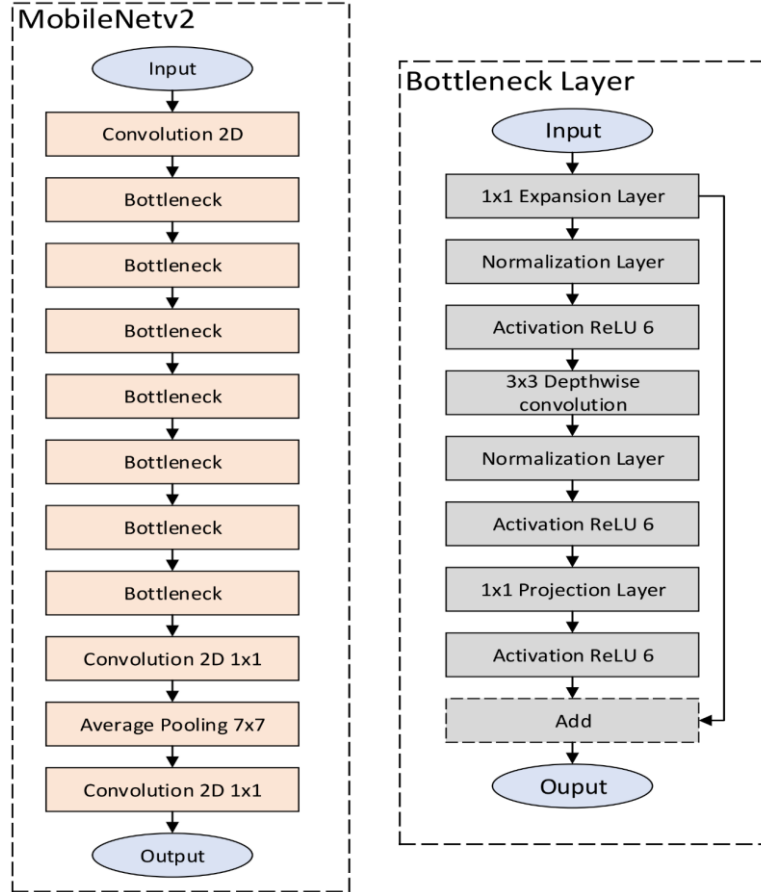 MobileNetv2
Input
Convolution 2D
Bottleneck
Bottleneck
Bottleneck
Bottleneck
Bottleneck
Bottleneck
Bottleneck
Convolution 2D 1x1
Average Pooling 7x7
Convolution 2D 1x1
Output
Bottleneck Layer
Input
1x1 Expansion Layer
Normalization Layer
Activation ReLU 6
3x3 Depthwise
convolution
Normalization Layer
Activation ReLU 6
1x1 Projection Layer
Activation ReLU 6
Add
Ouput